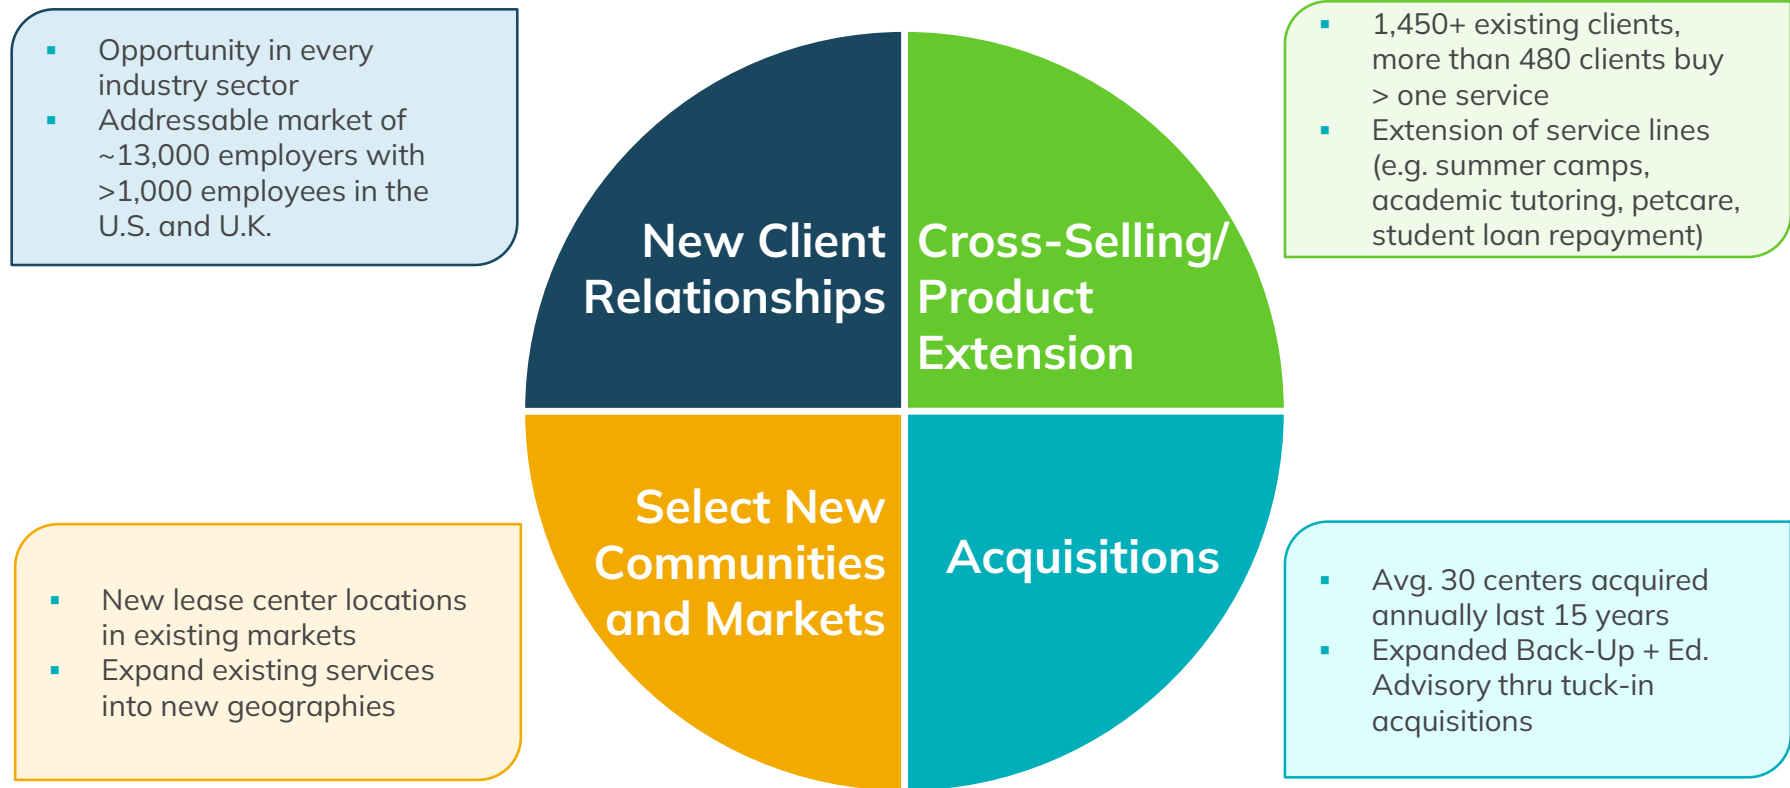 ▪ Opportunity in every
industry sector
▪ Addressable market of
~13,000 employers with
>1,000 employees in the
U.S. and U.K.
▪ 1,450+ existing clients,
more than 480 clients buy
> one service
▪ Extension of service lines
(e.g. summer camps,
academic tutoring, petcare,
student loan repayment)
New Client
Relationships
Cross-Selling/
Product
Extension
Select New
Communities
and Markets
Acquisitions
▪ New lease center locations
in existing markets
▪ Expand existing services
into new geographies
▪ Avg. 30 centers acquired
annually last 15 years
▪ Expanded Back-Up + Ed.
Advisory thru tuck-in
acquisitions